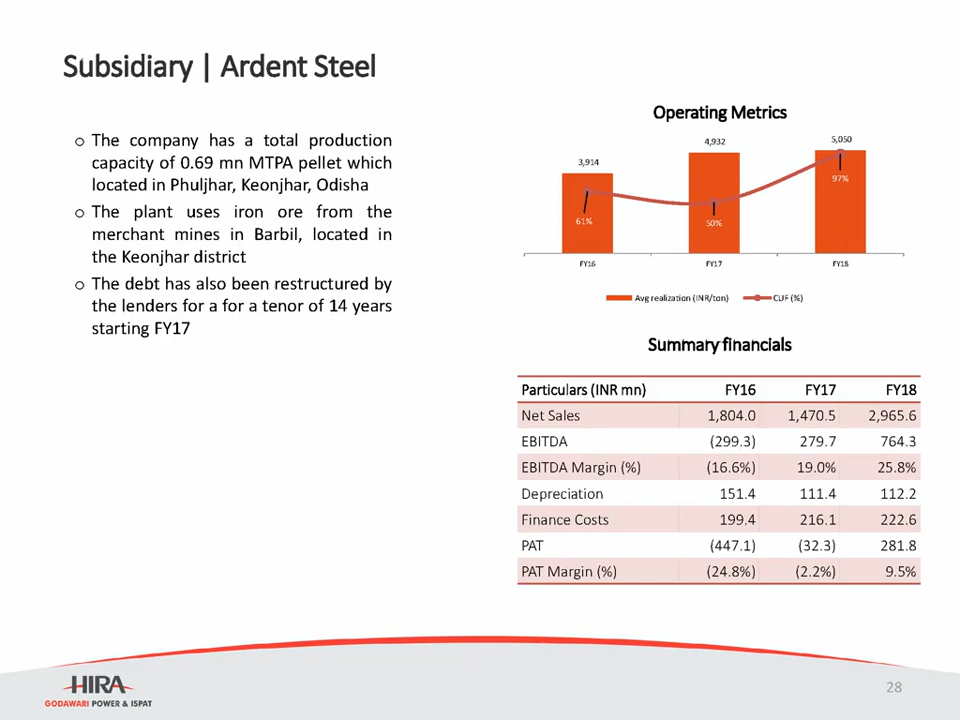 Subsidiary | Ardent Steel
o The company has a total production
capacity of 0.69 mn MTPA pellet which
located in Phuljhar, Keonjhar, Odisha
o The plant uses iron ore from the
merchant mines in Barbil, located in
the Keonjhar district
o The debt has also been restructured by
the lenders for a for a tenor of 14 years
starting FY17
Operating Metrics
3,914 4,932 5,050
61% 50% 97%
FY16 FY17 FY18
Avg realization (INR/ton) CUF (%)
Summary financials
Particulars (INR mn) FY16 FY17 FY18
Net Sales 1,804.0 1,470.5 2,965.6
EBITDA (299.3) 279.7 764.3
EBITDA Margin (%) (16.6%) 19.0% 25.8%
Depreciation 151.4 111.4 112.2
Finance Costs 199.4 216.1 222.6
PAT (447.1) (32.3) 281.8
PAT Margin (%) (24.8%) (2.2%) 9.5%
HIRA
GODAWARI POWER & ISPAT
28